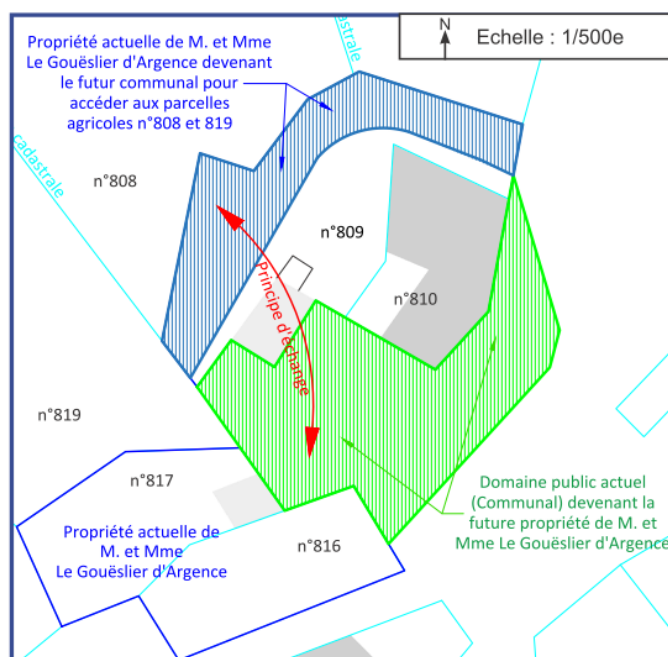 N
Echelle : 1/500e
Propriété actuelle de M. et Mme
Le Gouëslier d'Argence devenant
le futur communal pour
accéder aux parcelles
agricoles n°808 et 819
cadastrale
cadastrale
n°808
n°809
n°810
Principe d'échange
n°819
n°817
Propriété actuelle de
M. et Mme
Le Gouëslier d'Argence
n°816
Domaine public actuel
(Communal) devenant la
future propriété de M. et
Mme Le Gouëslier d'Argence